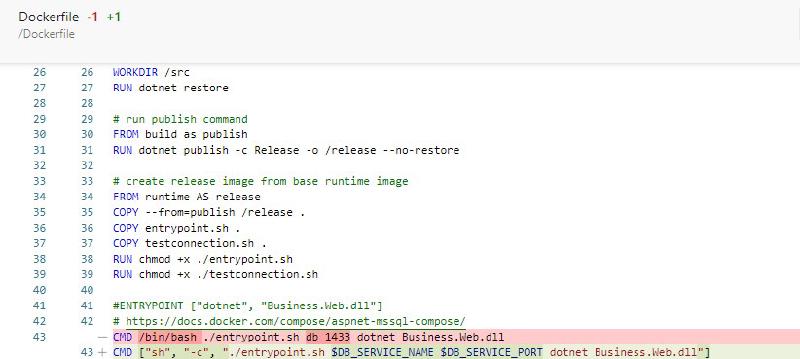 Dockerfile -1 +1
/Dockerfile
26 26 WORKDIR /src
27 27 RUN dotnet restore
28 28
29 29 # run publish command
30 30 FROM build as publish
31 31 RUN dotnet publish -c Release -o /release --no-restore
32 32
33 33 # create release image from base runtime image
34 34 FROM runtime AS release
35 35 COPY --from=publish /release .
36 36 COPY entrypoint.sh .
37 37 COPY testconnection.sh .
38 38 RUN chmod +x ./entrypoint.sh
39 39 RUN chmod +x ./testconnection.sh
40 40
41 41 #ENTRYPOINT ["dotnet", "Business.Web.dll"]
42 42 # https://docs.docker.com/compose/aspnet-mssql-compose/
43 — CMD /bin/bash ./entrypoint.sh db 1433 dotnet Business.Web.dll
43 + CMD ["sh", "-c", "./entrypoint.sh $DB_SERVICE_NAME $DB_SERVICE_PORT dotnet Business.Web.dll"]